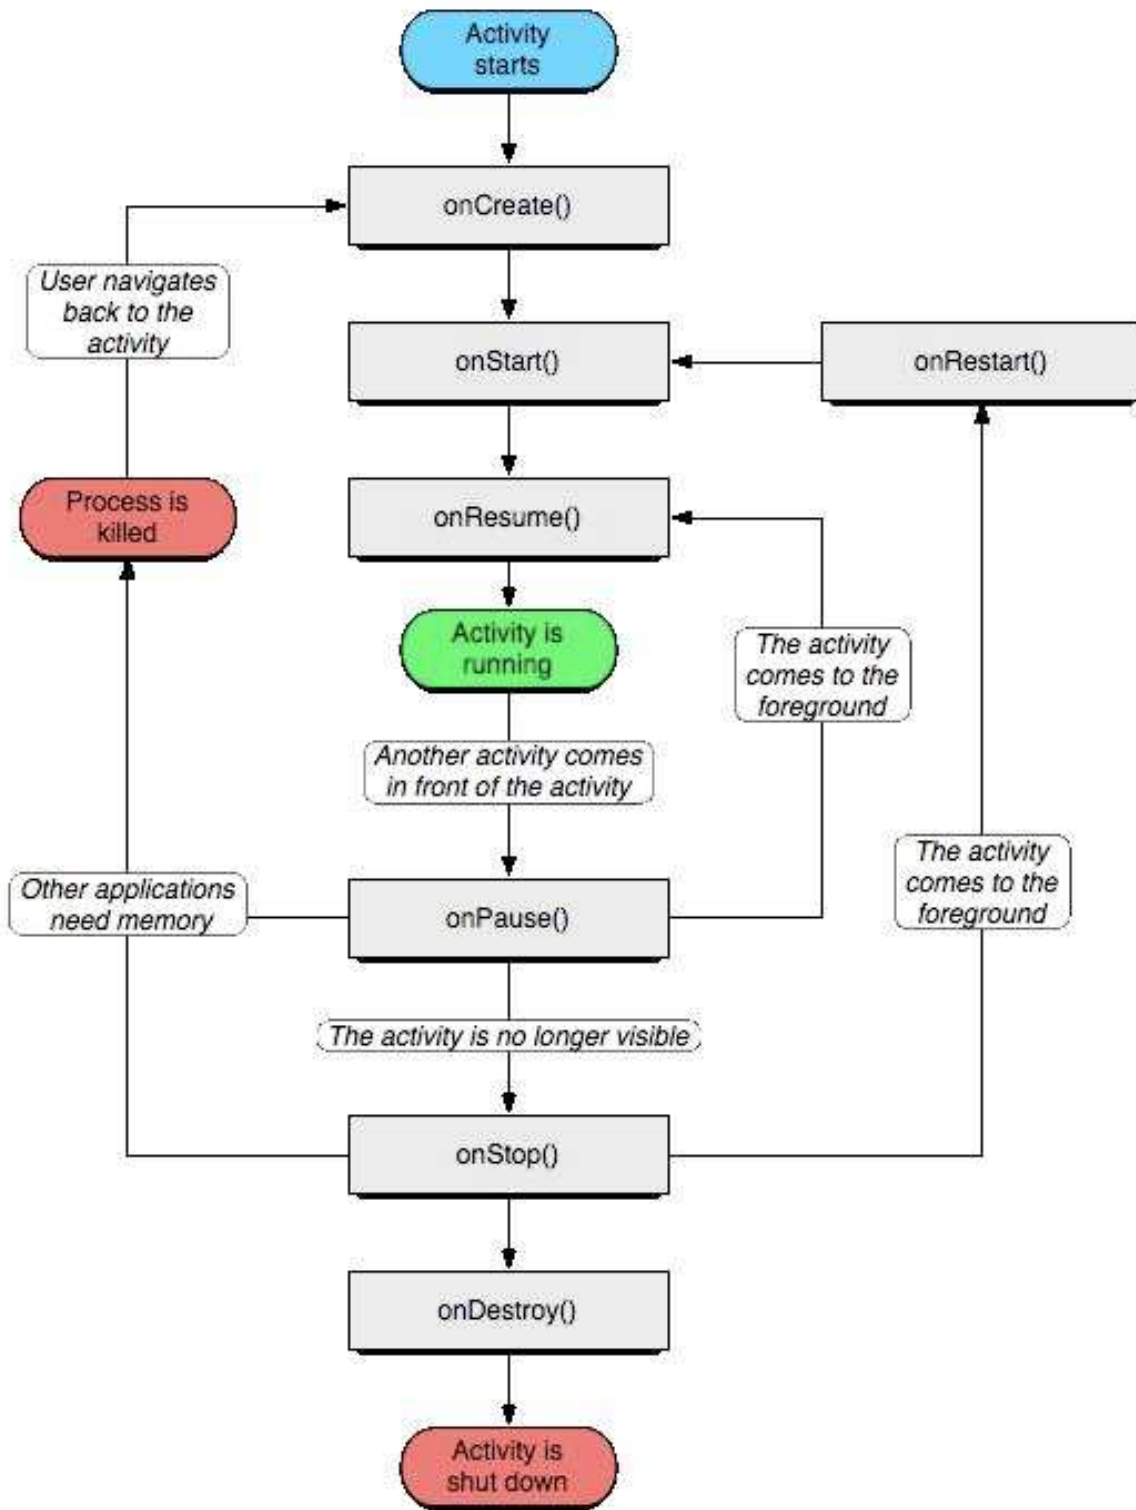 Activity
starts
onCreate()
User navigates
back to the
activity
onStart()
onRestart()
Process is
killed
onResume()
Activity is
running
The activity
comes to the
foreground
Another activity comes
in front of the activity
The activity
comes to the
foreground
Other applications
need memory
onPause()
The activity is no longer visible
onStop()
onDestroy()
Activity is
shut down